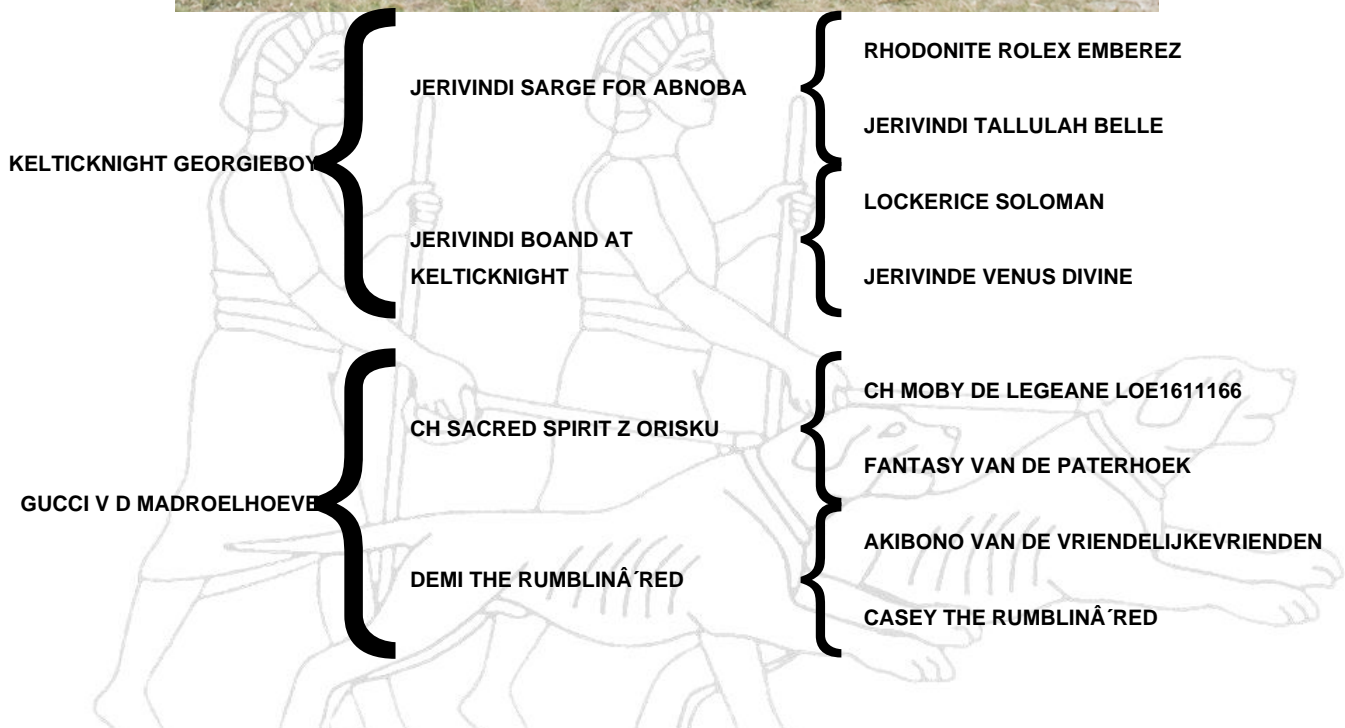 RHODONITE ROLEX EMBEREZ
JERIVINDI SARGE FOR ABNOBA
JERIVINDI TALLULAH BELLE
KELTICKNIGHT GEORGIEBOY
LOCKERICE SOLOMAN
JERIVINDI BOAND AT
KELTICKNIGHT
JERIVINDE VENUS DIVINE
CH MOBY DE LEGEANE LOE1611166
CH SACRED SPIRIT Z ORISKU
FANTASY VAN DE PATERHOEK
GUCCI V D MADROELHOEVE
AKIBONO VAN DE VRIENDELIJKEVRIENDEN
DEMI THE RUMBLINÂ´RED
CASEY THE RUMBLINÂ´RED